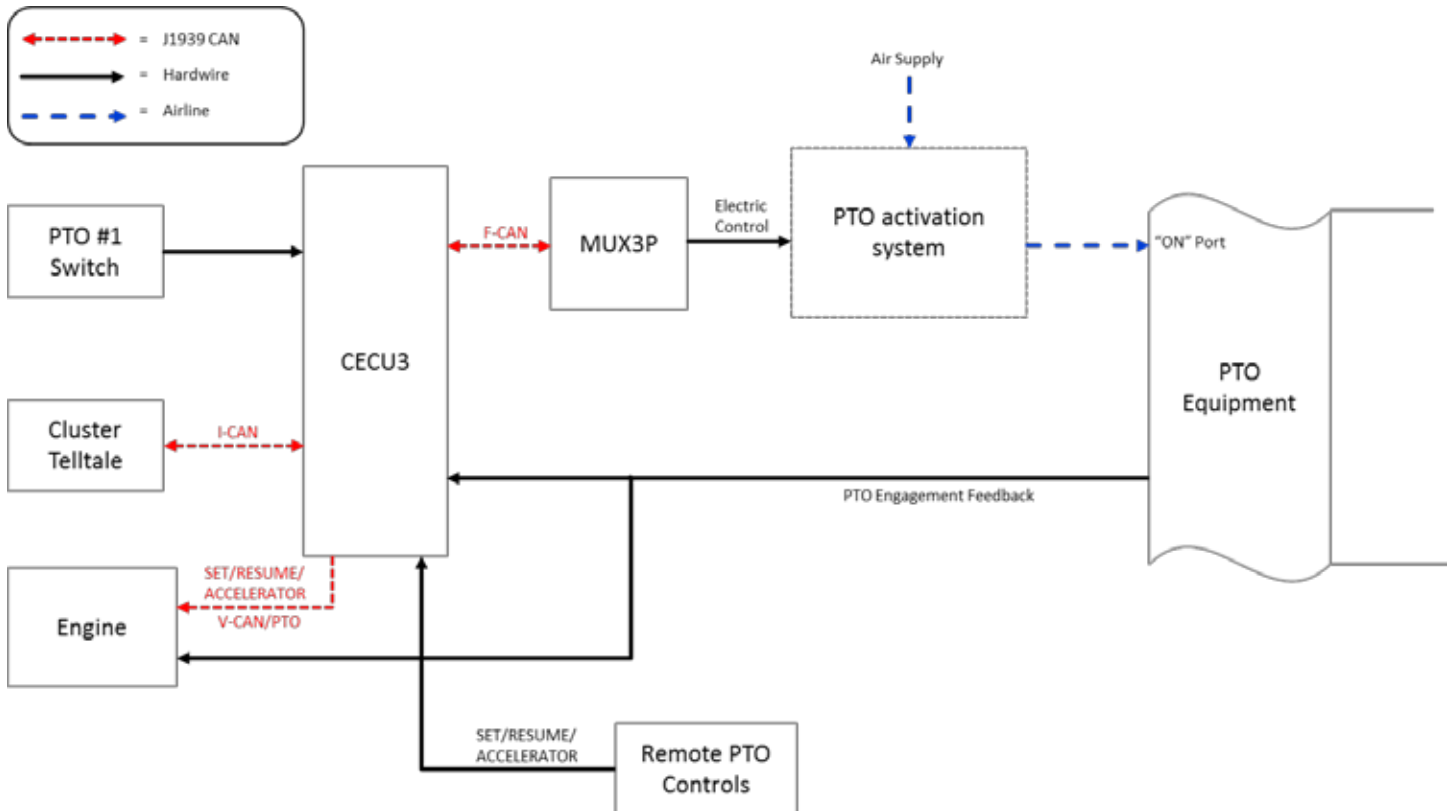 = J1939 CAN
= Hardwire
= Airline
Air Supply
PTO #1
Switch
CECU3
F-CAN
MUX3P
Electric
Control
PTO activation
system
"ON" Port
PTO
Equipment
Cluster
Telltale
I-CAN
PTO Engagement Feedback
Engine
SET/RESUME/
ACCELERATOR
V-CAN/PTO
SET/RESUME/
ACCELERATOR
Remote PTO
Controls